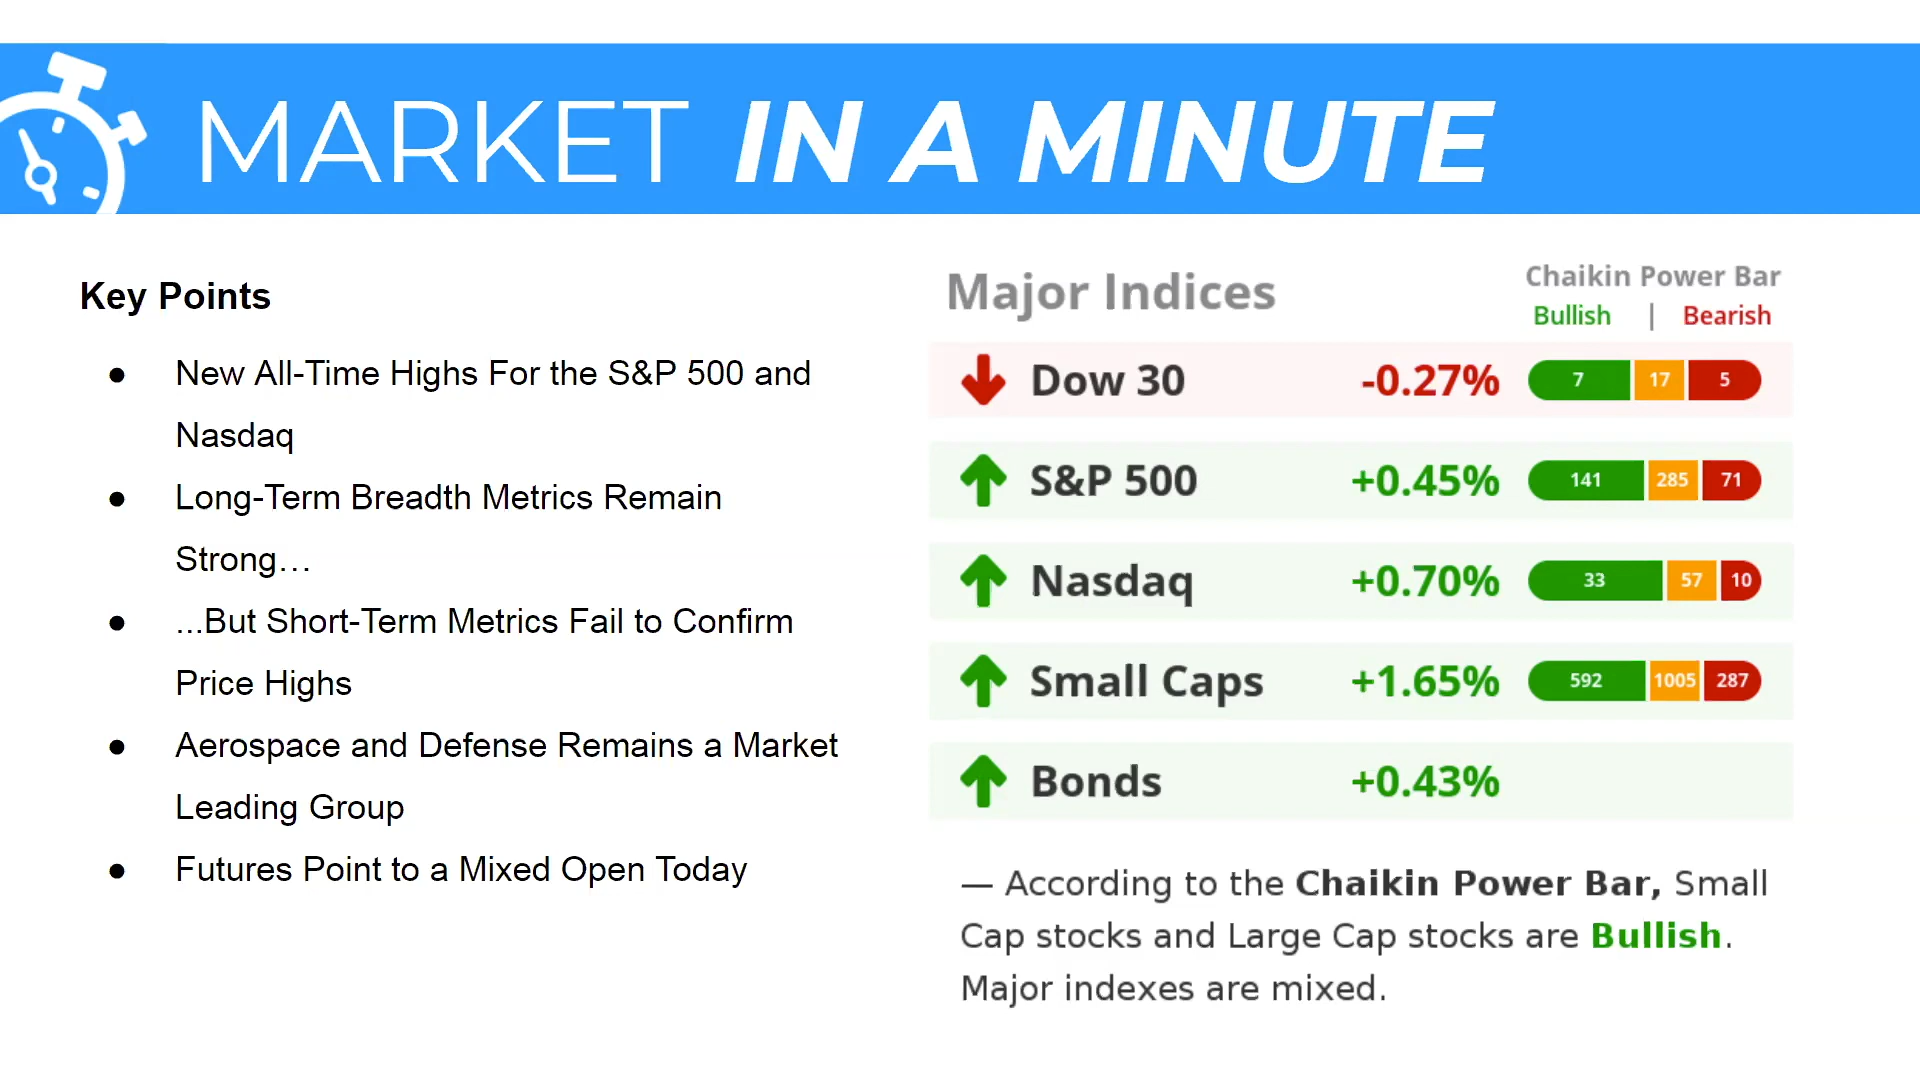 MARKET IN A MINUTE
Key Points
● New All-Time Highs For the S&P 500 and
Nasdaq
● Long-Term Breadth Metrics Remain
Strong…
● ...But Short-Term Metrics Fail to Confirm
Price Highs
● Aerospace and Defense Remains a Market
Leading Group
● Futures Point to a Mixed Open Today
Major Indices
Chaikin Power Bar
Bullish | Bearish
Dow 30 -0.27% 7 17 5
S&P 500 +0.45% 141 285 71
Nasdaq +0.70% 33 57 10
Small Caps +1.65% 592 1005 287
Bonds +0.43%
— According to the Chaikin Power Bar, Small
Cap stocks and Large Cap stocks are Bullish.
Major indexes are mixed.